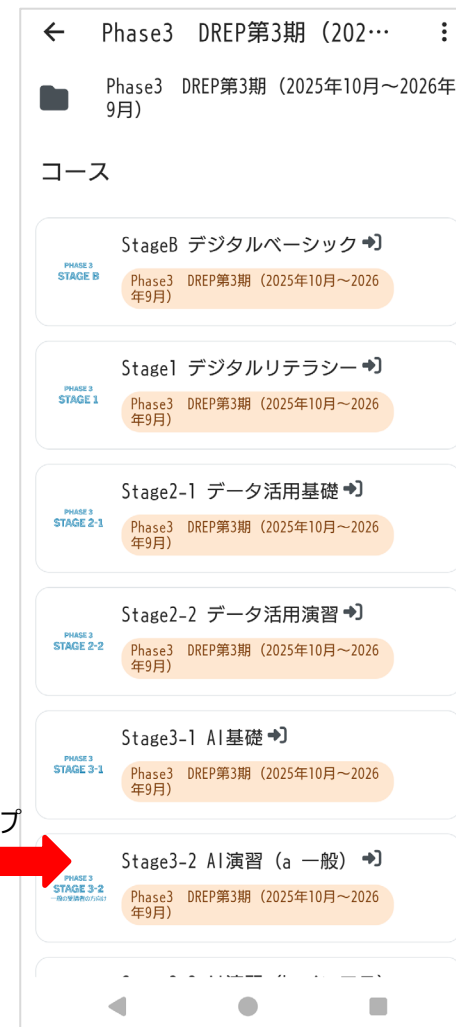 Phase3　DREP第3期（202…
Phase3　DREP第3期（2025年10月～2026年
9月）
コース
StageB デジタルベーシック
PHASE 3
STAGE B
Phase3　DREP第3期（2025年10月～2026
年9月）
Stage1 デジタルリテラシー
PHASE 3
STAGE 1
Phase3　DREP第3期（2025年10月～2026
年9月）
Stage2-1 データ活用基礎
PHASE 3
STAGE 2-1
Phase3　DREP第3期（2025年10月～2026
年9月）
Stage2-2 データ活用演習
PHASE 3
STAGE 2-2
Phase3　DREP第3期（2025年10月～2026
年9月）
Stage3-1 AI基礎
PHASE 3
STAGE 3-1
Phase3　DREP第3期（2025年10月～2026
年9月）
プ
Stage3-2 AI演習（a 一般）
PHASE 3
STAGE 3-2
一般の受講者の方向け
Phase3　DREP第3期（2025年10月～2026
年9月）